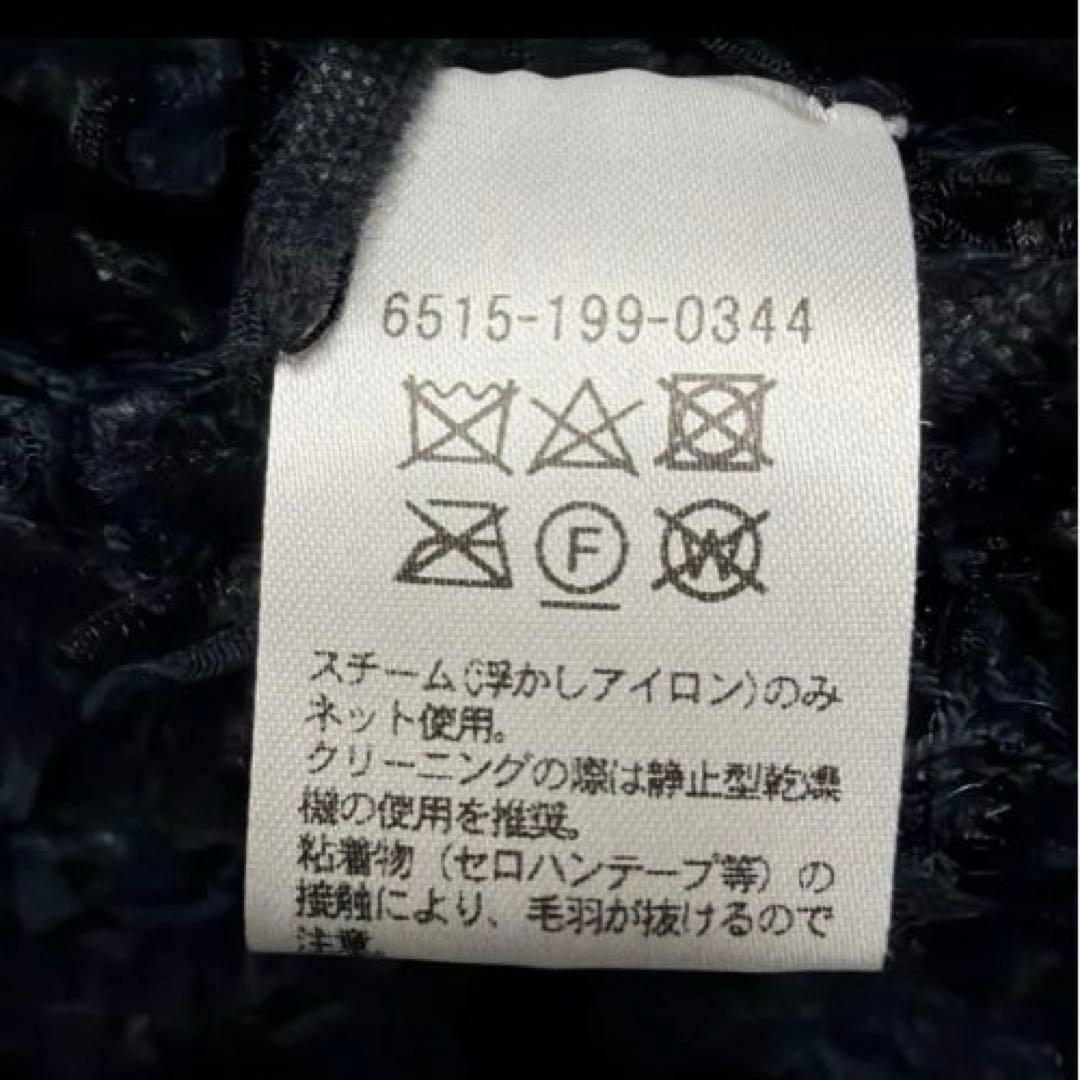 6515-199-0344
F
W
スチーム(浮かしアイロン)のみ
ネット使用。
クリーニングの際は静止型乾燥
機の使用を推奨。
粘着物（セロハンテープ等）の
接触により、毛羽が抜けるので
注意。